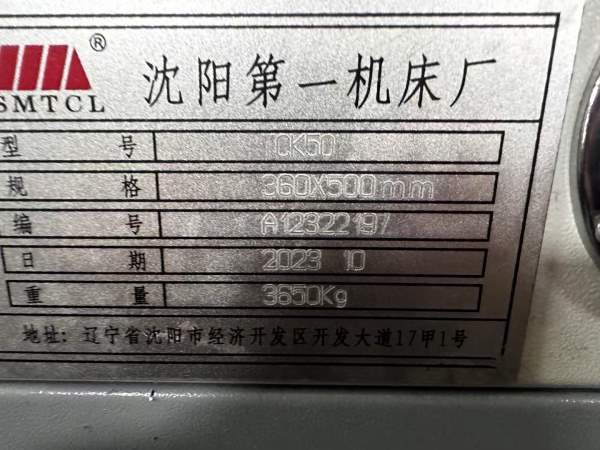 ® 沈阳第一机床厂
SMTCL
型 号 TCK50
规 格 360X500mm
编 号 A12322197
日 期 2023 10
重 量 3650Kg
地址: 辽宁省沈阳市经济开发区开发大道17甲1号